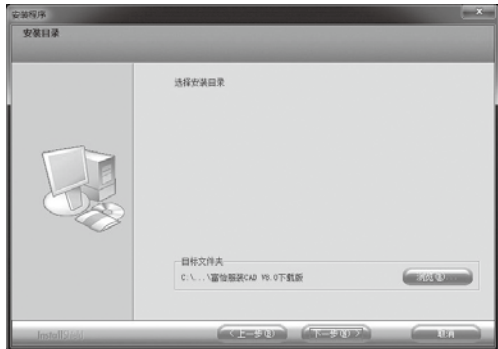 安装程序
安装目录
选择安装目录
目标文件夹
C:\...\富怡服装CAD V8.0下载版
浏览(R)...
InstallShield
<上一步(B)
下一步(N)>
取消